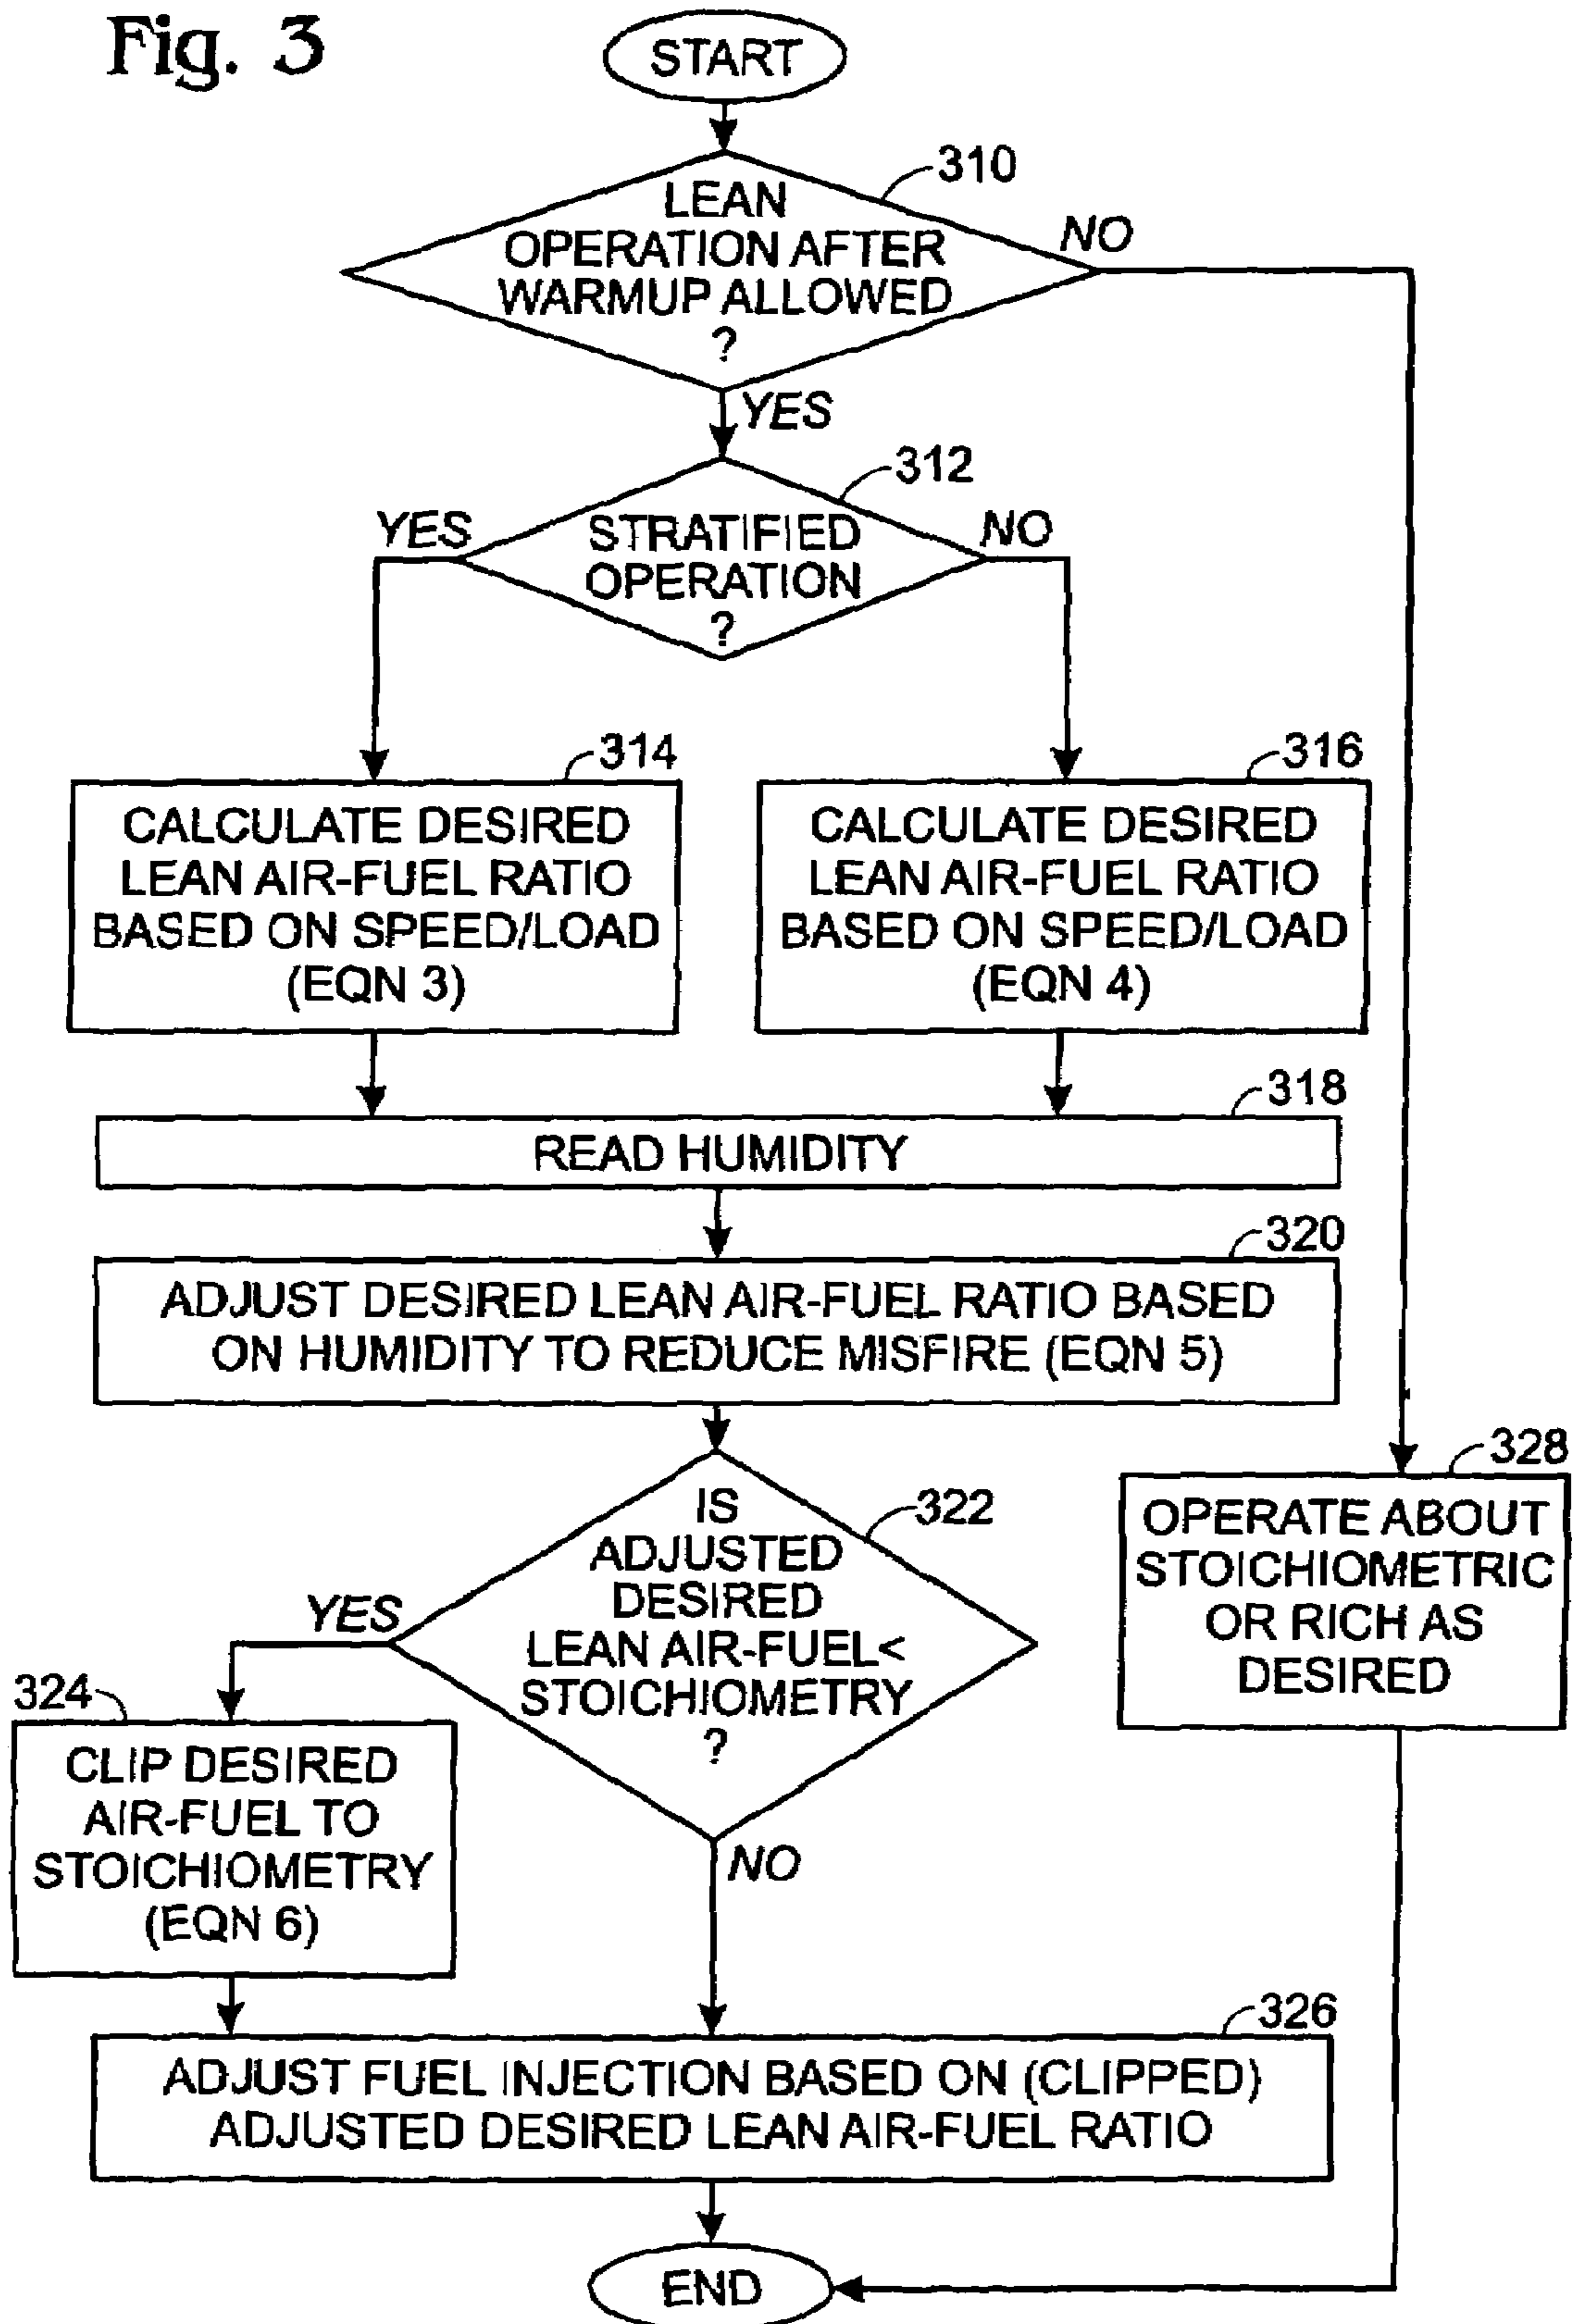 Fig. 3
START
310
LEAN
OPERATION AFTER
WARMUP ALLOWED
?
NO
YES
312
STRATIFIED
OPERATION
?
YES
NO
314
CALCULATE DESIRED
LEAN AIR-FUEL RATIO
BASED ON SPEED/LOAD
(EQN 3)
316
CALCULATE DESIRED
LEAN AIR-FUEL RATIO
BASED ON SPEED/LOAD
(EQN 4)
318
READ HUMIDITY
320
ADJUST DESIRED LEAN AIR-FUEL RATIO BASED
ON HUMIDITY TO REDUCE MISFIRE (EQN 5)
322
IS
ADJUSTED
DESIRED
LEAN AIR-FUEL<
STOICHIOMETRY
?
YES
NO
328
OPERATE ABOUT
STOICHIOMETRIC
OR RICH AS
DESIRED
324
CLIP DESIRED
AIR-FUEL TO
STOICHIOMETRY
(EQN 6)
326
ADJUST FUEL INJECTION BASED ON (CLIPPED)
ADJUSTED DESIRED LEAN AIR-FUEL RATIO
END